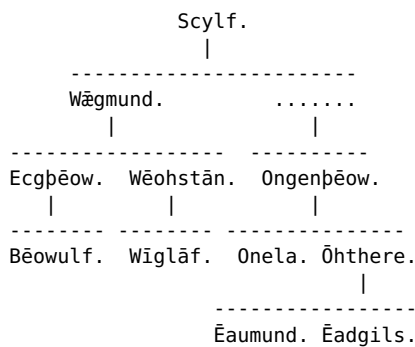 Scylf.
|
------------------------
Wǣgmund. .......
| |
------------------ ----------
Ecgþēow. Wēohstān. Ongenþēow.
| | |
-------- -------- ---------------
Bēowulf. Wīglāf. Onela. Ōhthere.
|
-----------------
Ēaumund. Ēadgils.